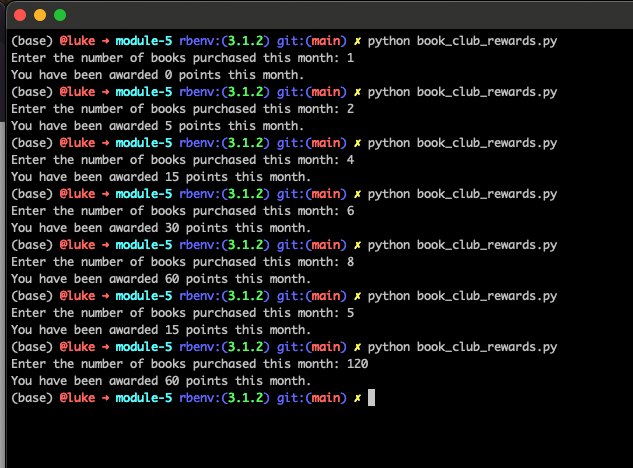 (base) @luke → module-5 rbenv:(3.1.2) git:(main) ✗ python book_club_rewards.py
Enter the number of books purchased this month: 1
You have been awarded 0 points this month.
(base) @luke → module-5 rbenv:(3.1.2) git:(main) ✗ python book_club_rewards.py
Enter the number of books purchased this month: 2
You have been awarded 5 points this month.
(base) @luke → module-5 rbenv:(3.1.2) git:(main) ✗ python book_club_rewards.py
Enter the number of books purchased this month: 4
You have been awarded 15 points this month.
(base) @luke → module-5 rbenv:(3.1.2) git:(main) ✗ python book_club_rewards.py
Enter the number of books purchased this month: 6
You have been awarded 30 points this month.
(base) @luke → module-5 rbenv:(3.1.2) git:(main) ✗ python book_club_rewards.py
Enter the number of books purchased this month: 8
You have been awarded 60 points this month.
(base) @luke → module-5 rbenv:(3.1.2) git:(main) ✗ python book_club_rewards.py
Enter the number of books purchased this month: 5
You have been awarded 15 points this month.
(base) @luke → module-5 rbenv:(3.1.2) git:(main) ✗ python book_club_rewards.py
Enter the number of books purchased this month: 120
You have been awarded 60 points this month.
(base) @luke → module-5 rbenv:(3.1.2) git:(main) ✗